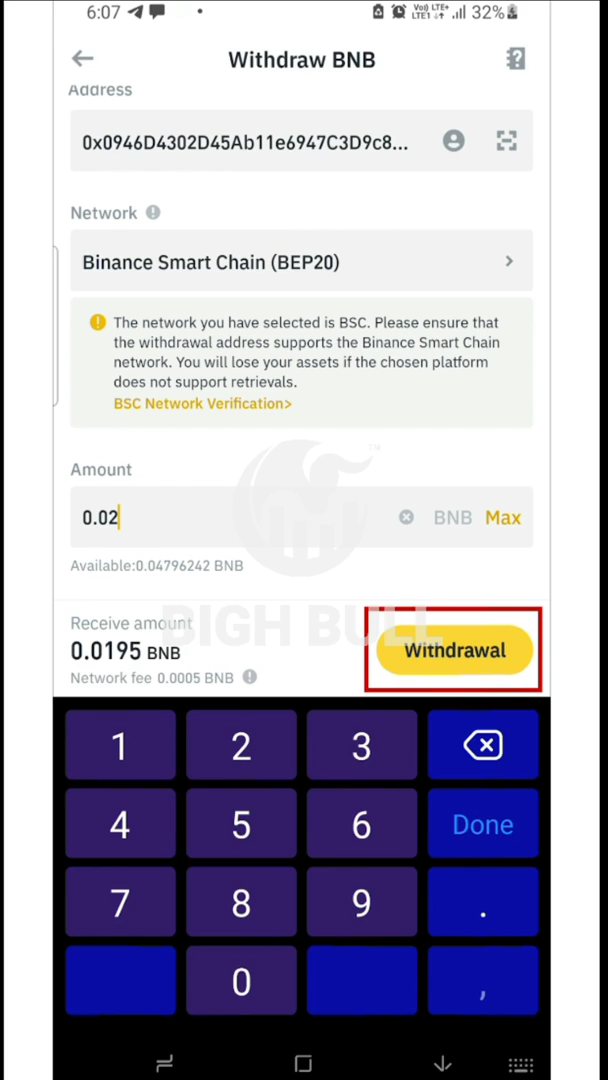 6:07
Vo) LTE+
LTE1
32%
Withdraw BNB
Address
0x0946D4302D45Ab11e6947C3D9c8...
Network
Binance Smart Chain (BEP20)
The network you have selected is BSC. Please ensure that
the withdrawal address supports the Binance Smart Chain
network. You will lose your assets if the chosen platform
does not support retrievals.
BSC Network Verification>
TM
Amount
0.02
BNB Max
Available:0.04796242 BNB
BIGH BULL
Receive amount
0.0195 BNB
Network fee 0.0005 BNB
Withdrawal
1 2 3
4 5 6 Done
7 8 9 .
0 ,